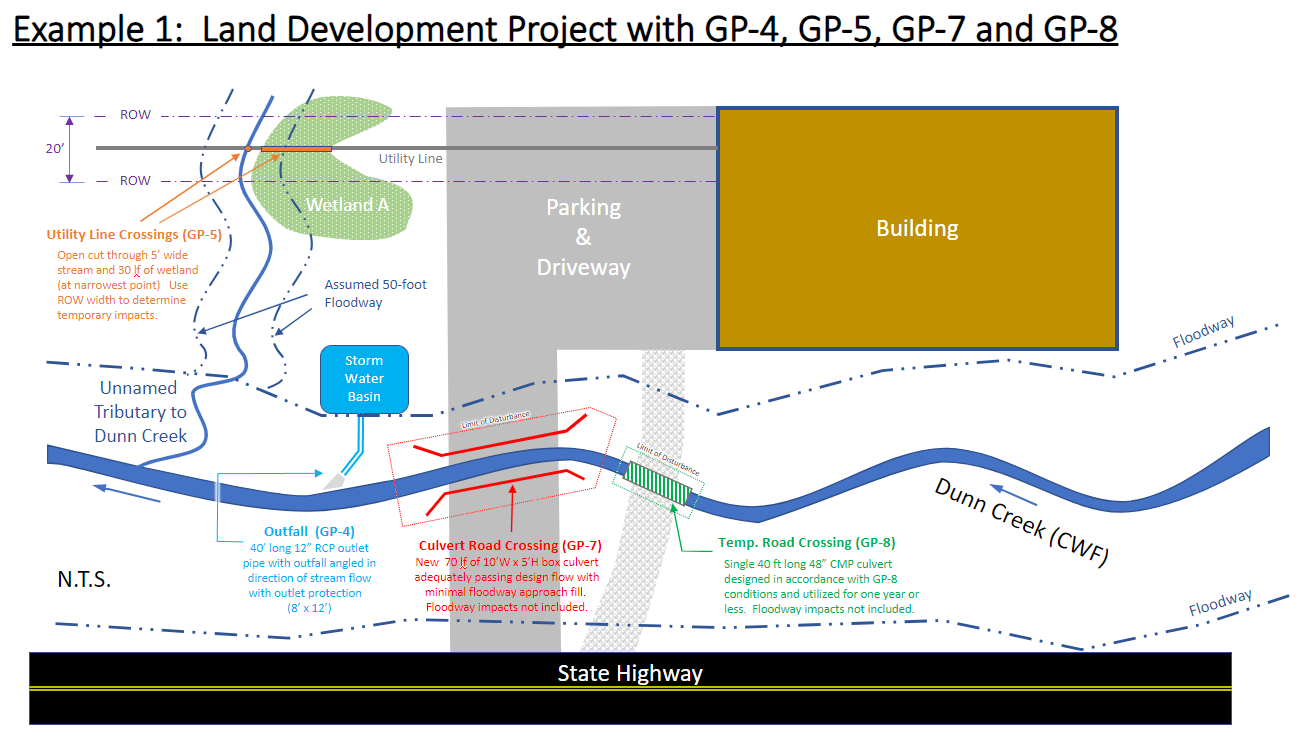 Example 1:  Land Development Project with GP-4, GP-5, GP-7 and GP-8
ROW
20’
Utility Line
ROW
Wetland A
Parking
&
Driveway
Building
Utility Line Crossings (GP-5)
Open cut through 5’ wide
stream and 30 lf of wetland
(at narrowest point)   Use
ROW width to determine
temporary impacts.
Assumed 50-foot
Floodway
Floodway
Storm
Water
Basin
Unnamed
Tributary to
Dunn Creek
Limit of Disturbance
Limit of Disturbance
Dunn Creek (CWF)
Outfall  (GP-4)
40’ long 12” RCP outlet
pipe with outfall angled in
direction of stream flow
with outlet protection
(8’ x 12’)
Culvert Road Crossing (GP-7)
New  70 lf of 10’W x 5’H box culvert
adequately passing design flow with
minimal floodway approach fill.
Floodway impacts not included.
Temp. Road Crossing (GP-8)
Single 40 ft long 48” CMP culvert
designed in accordance with GP-8
conditions and utilized for one year or
less.  Floodway impacts not included.
N.T.S.
Floodway
State Highway